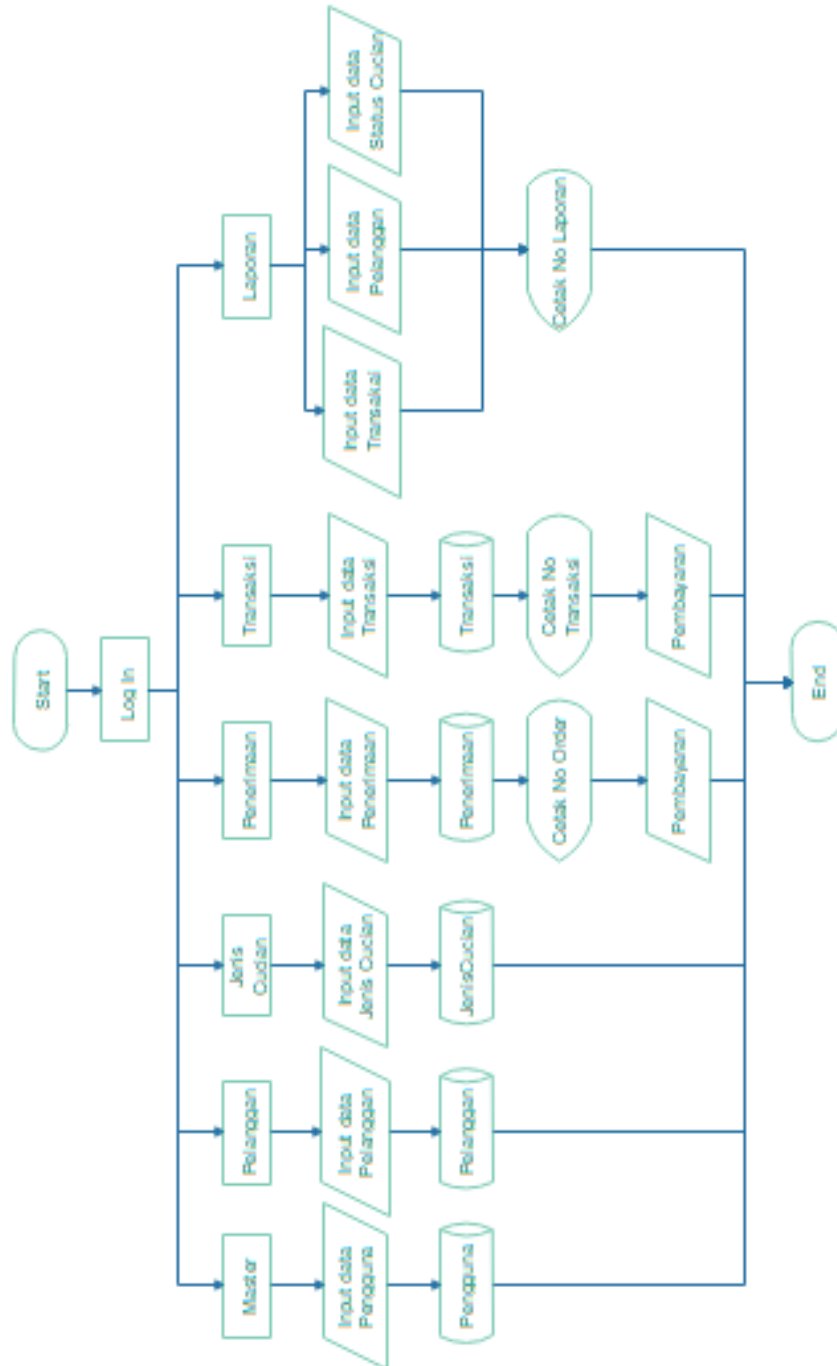 Start
Log In
Master
Pelanggan
Jenis
Cucian
Penerimaan
Transaksi
Laporan
Input data
Pengguna
Input data
Pelanggan
Input data
Jenis Cucian
Input data
Penerimaan
Input data
Transaksi
Input data
Transakai
Input data
Pelanggan
Input data
Status Cucian
Pengguna
Pelanggan
JenisCucian
Penerimaan
Transaksi
Cetak No Order
Cetak No
Transaksi
Cetak No Laporan
Pembayaran
Pembayaran
End